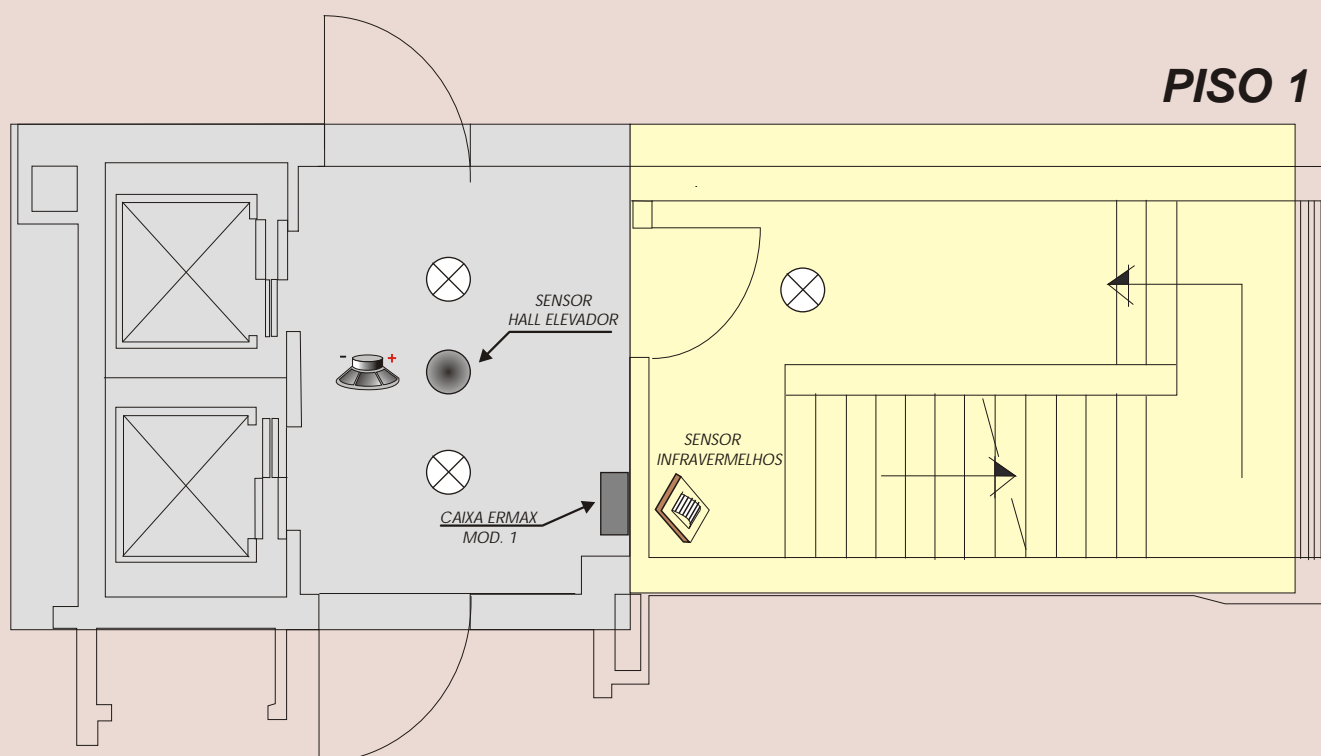 PISO 1
SENSOR
HALL ELEVADOR
- +
SENSOR
INFRAVERMELHOS
CAIXA ERMAX
MOD. 1